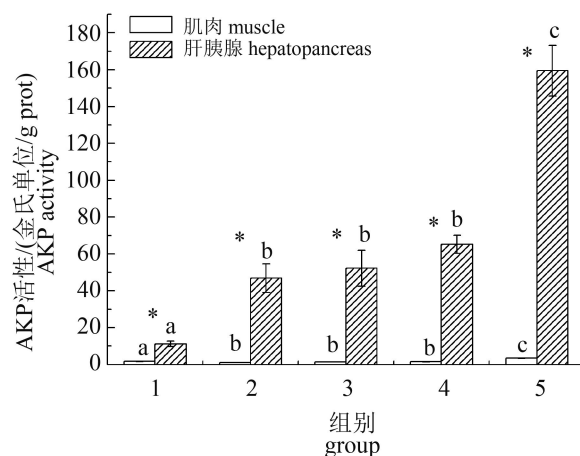 肌肉 muscle
肝胰腺 hepatopancreas
AKP活性/(金氏单位/g prot)
AKP activity
180
160
140
120
100
80
60
40
20
0
* a a
* b b
* b b
* b b
* c c
1 2 3 4 5
组别
group